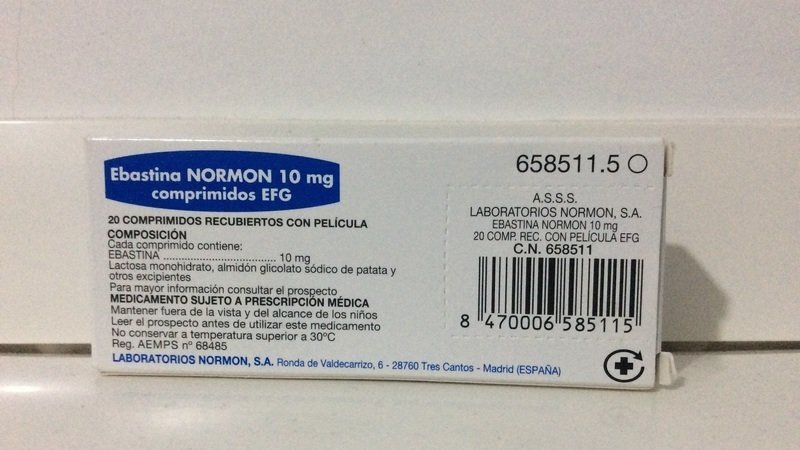 Ebastina NORMON 10 mg
comprimidos EFG
20 COMPRIMIDOS RECUBIERTOS CON PELÍCULA
COMPOSICIÓN
Cada comprimido contiene:
EBASTINA .................................. 10 mg
Lactosa monohidrato, almidón glicolato sódico de patata y
otros excipientes
Para mayor información consultar el prospecto
MEDICAMENTO SUJETO A PRESCRIPCIÓN MÉDICA
Mantener fuera de la vista y del alcance de los niños
Leer el prospecto antes de utilizar este medicamento
No conservar a temperatura superior a 30ºC
Reg. AEMPS nº 68485
LABORATORIOS NORMON, S.A. Ronda de Valdecarrizo, 6 - 28760 Tres Cantos - Madrid (ESPAÑA)
658511.5
A.S.S.S.
LABORATORIOS NORMON, S.A.
EBASTINA NORMON 10 mg
20 COMP. REC. CON PELÍCULA EFG
C.N. 658511
8 470006 585115